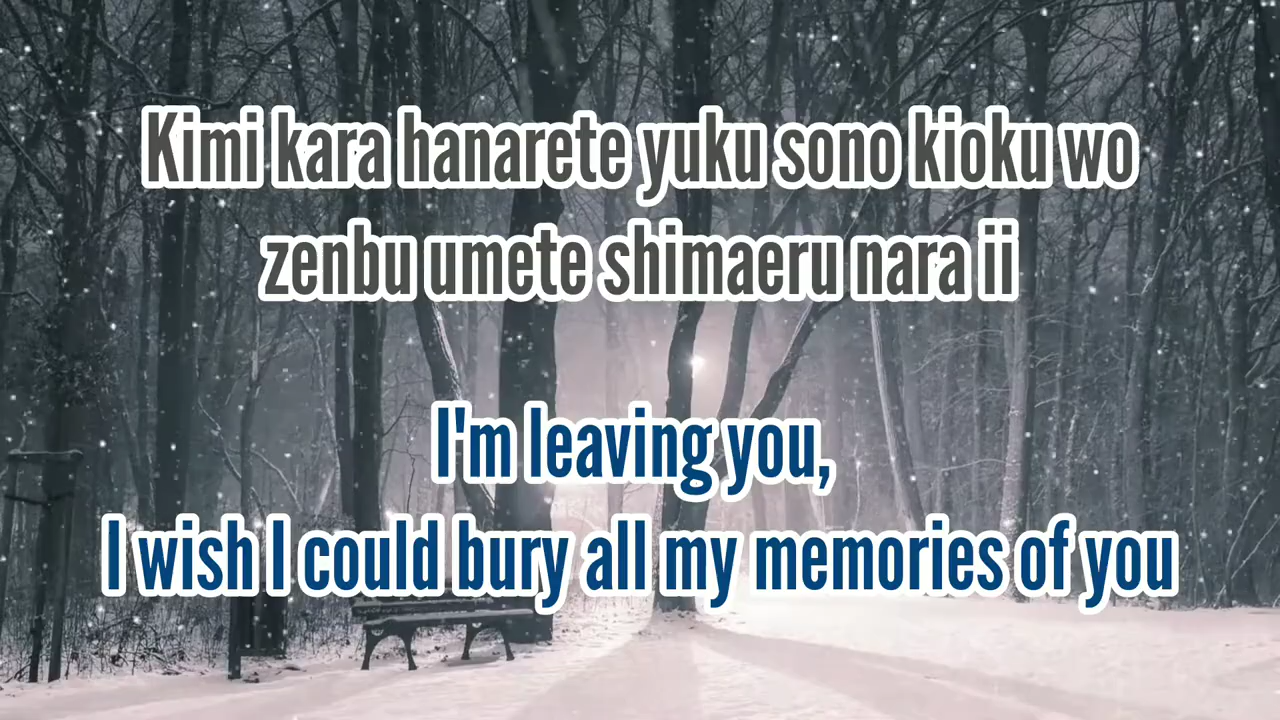 Kimi kara hanarete yuku sono kioku wo
zenbu umete shimaeru nara ii
I'm leaving you,
I wish I could bury all my memories of you